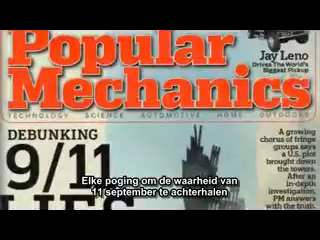 Popular
Mechanics
Jay Leno
DRIVES THE WORLD'S
BIGGEST PICKUP
TECHNOLOGY SCIENCE AUTOMOTIVE HOME OUTDOORS
DEBUNKING
9/11
LIES
A growing
chorus of fringe
groups says
a U.S. plot
brought down
the towers.
After an
in-depth
investigation,
PM answers
with the truth.
Elke poging om de waarheid van
11 september te achterhalen